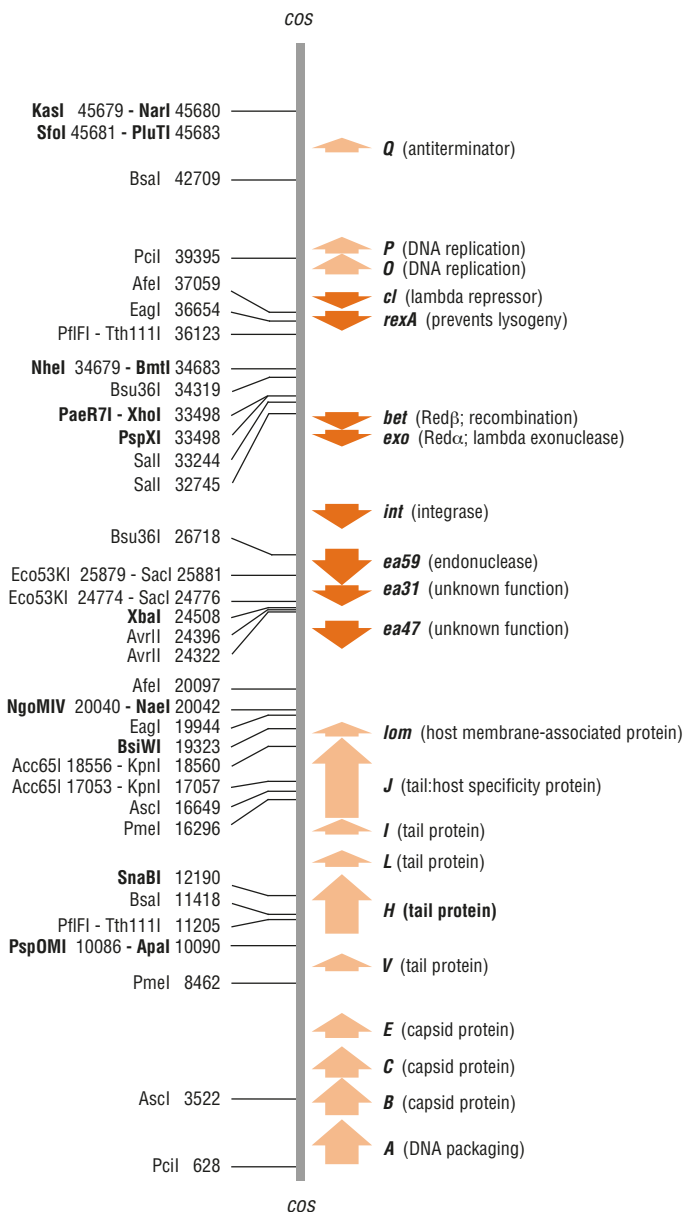 cos
KasI 45679 - NarI 45680
SfoI 45681 - PluTI 45683
Q (antiterminator)
BsaI 42709
P (DNA replication)
PciI 39395
O (DNA replication)
AfeI 37059
cI (lambda repressor)
EagI 36654
rexA (prevents lysogeny)
PflFI - Tth111I 36123
NheI 34679 - BmtI 34683
Bsu36I 34319
PaeR7I - XhoI 33498
bet (Redβ; recombination)
PspXI 33498
exo (Redα; lambda exonuclease)
SalI 33244
SalI 32745
int (integrase)
Bsu36I 26718
ea59 (endonuclease)
Eco53KI 25879 - SacI 25881
ea31 (unknown function)
Eco53KI 24774 - SacI 24776
XbaI 24508
ea47 (unknown function)
AvrII 24396
AvrII 24322
AfeI 20097
NgoMIV 20040 - NaeI 20042
EagI 19944
lom (host membrane-associated protein)
BsiWI 19323
Acc65I 18556 - KpnI 18560
Acc65I 17053 - KpnI 17057
J (tail:host specificity protein)
AscI 16649
PmeI 16296
I (tail protein)
L (tail protein)
SnaBI 12190
BsaI 11418
H (tail protein)
PflFI - Tth111I 11205
PspOMI 10086 - ApaI 10090
V (tail protein)
PmeI 8462
E (capsid protein)
C (capsid protein)
AscI 3522
B (capsid protein)
A (DNA packaging)
PciI 628
cos